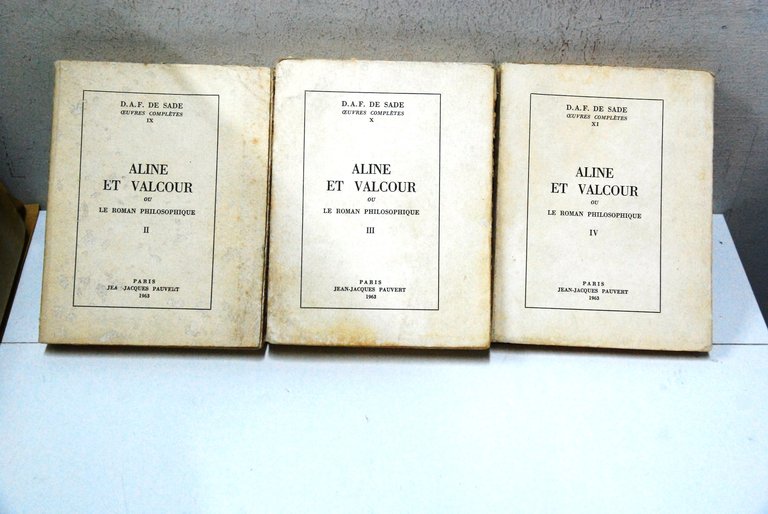 D.A.F. DE SADE
ŒUVRES COMPLÈTES
IX
ALINE
ET VALCOUR
OU
LE ROMAN PHILOSOPHIQUE
II
PARIS
JEA -JACQUES PAUVERT
1963
D.A.F. DE SADE
ŒUVRES COMPLÈTES
X
ALINE
ET VALCOUR
OU
LE ROMAN PHILOSOPHIQUE
III
PARIS
JEAN-JACQUES PAUVERT
1963
D.A.F. DE SADE
ŒUVRES COMPLÈTES
XI
ALINE
ET VALCOUR
OU
LE ROMAN PHILOSOPHIQUE
IV
PARIS
JEAN-JACQUES PAUVERT
1963